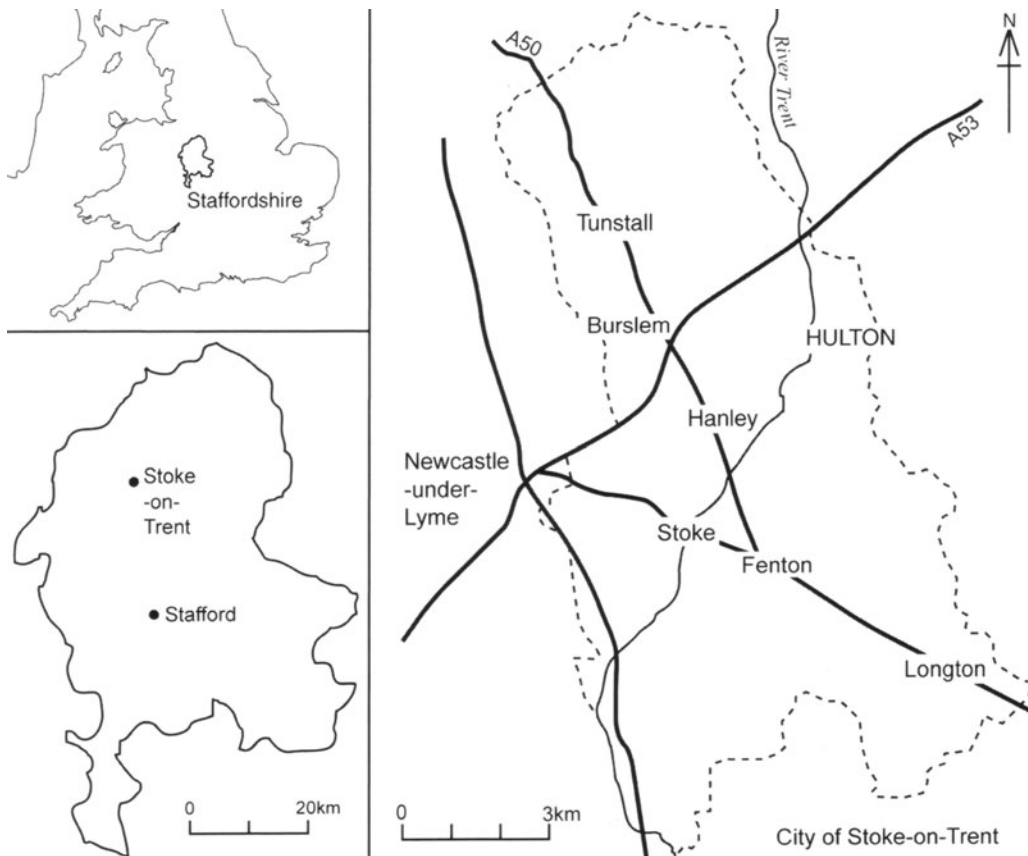 Staffordshire
Stoke
-on-
Trent
Stafford
0 20km
A50
River Trent
N
A53
Tunstall
Burslem
HULTON
Hanley
Newcastle
-under-
Lyme
Stoke
Fenton
Longton
0 3km
City of Stoke-on-Trent